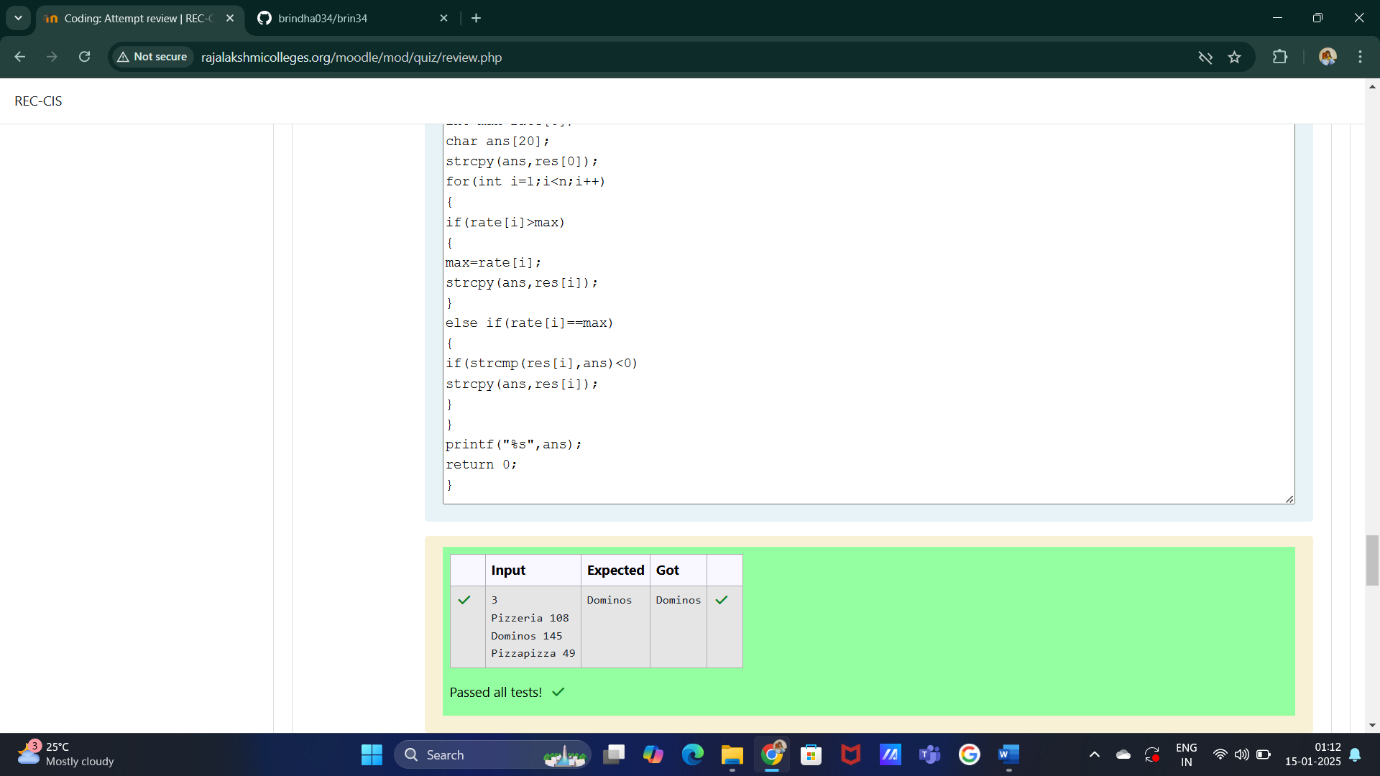 Coding: Attempt review | REC-C
brindha034/brin34
Not secure
rajalakshmicolleges.org/moodle/mod/quiz/review.php
REC-CIS
char ans[20];
strcpy(ans,res[0]);
for(int i=1;i<n;i++)
{
if(rate[i]>max)
{
max=rate[i];
strcpy(ans,res[i]);
}
else if(rate[i]==max)
{
if(strcmp(res[i],ans)<0)
strcpy(ans,res[i]);
}
}
printf("%s",ans);
return 0;
}
Input Expected Got
3 Dominos Dominos
Pizzeria 108
Dominos 145
Pizzapizza 49
Passed all tests!
3
25°C
Mostly cloudy
Search
ENG
IN
01:12
15-01-2025